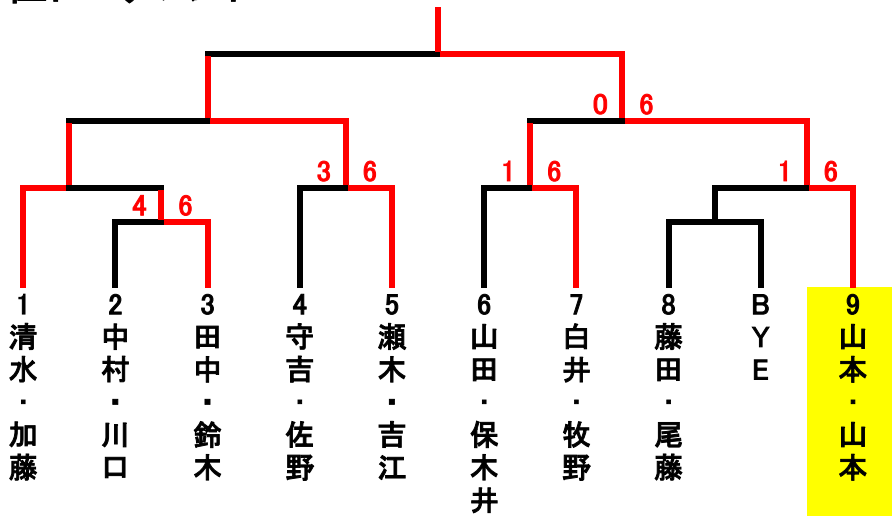 0 6
3 6
1 6
1 6
4 6
1 清水・加藤
2 中村・川口
3 田中・鈴木
4 守吉・佐野
5 瀬木・吉江
6 山田・保木井
7 白井・牧野
8 藤田・尾藤
BYE
9 山本・山本